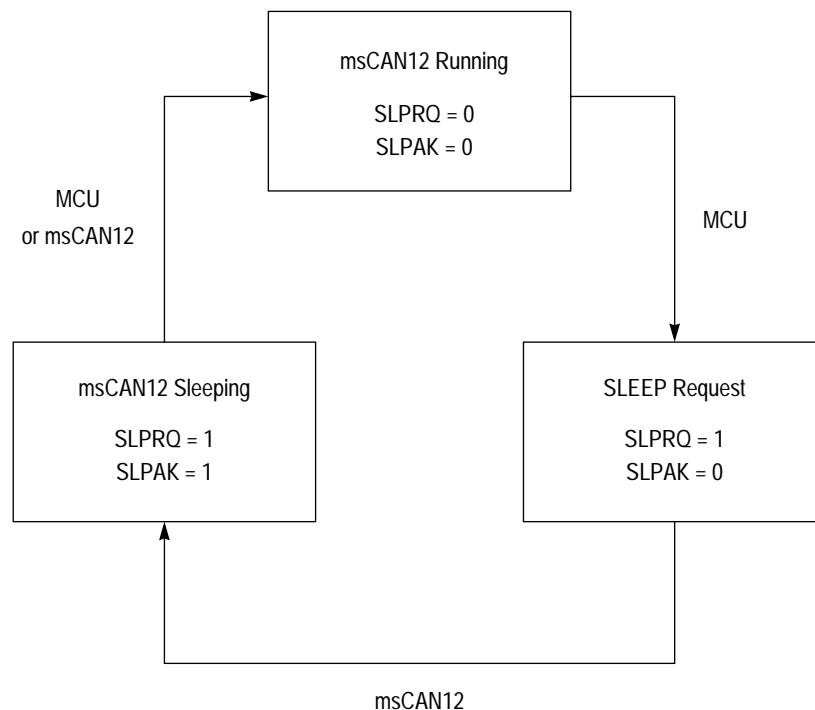 msCAN12 Running
SLPRQ = 0
SLPAK = 0
MCU
or msCAN12
MCU
msCAN12 Sleeping
SLPRQ = 1
SLPAK = 1
SLEEP Request
SLPRQ = 1
SLPAK = 0
msCAN12